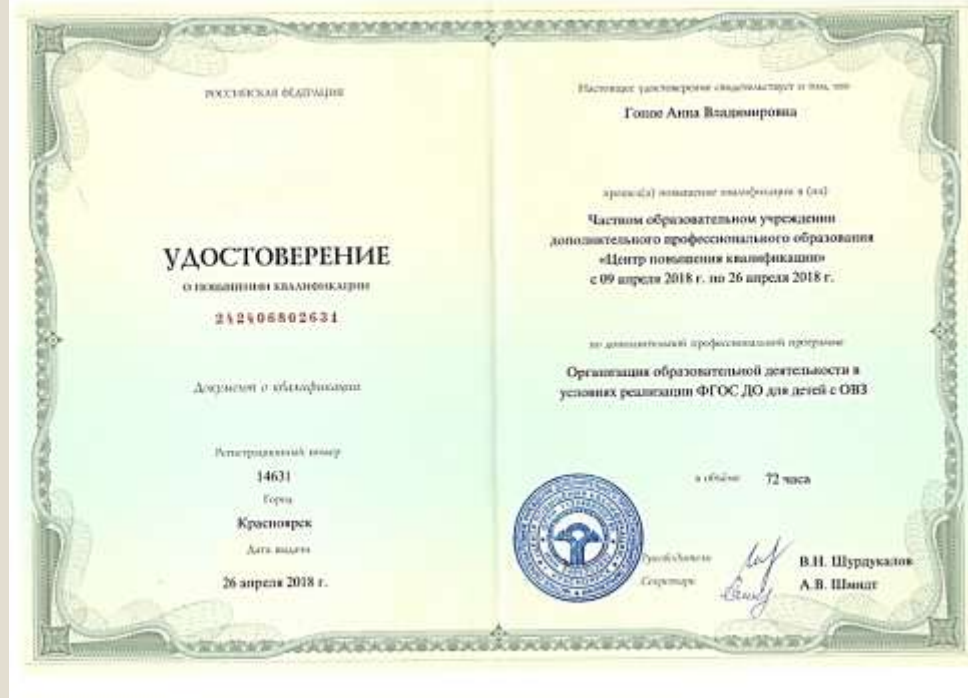 РОССИЙСКАЯ ФЕДЕРАЦИЯ
УДОСТОВЕРЕНИЕ
О ПОВЫШЕНИИ КВАЛИФИКАЦИИ
242406802631
Документ о квалификации
Регистрационный номер
14631
Город
Красноярск
Дата выдачи
26 апреля 2018 г.
Настоящее удостоверение свидетельствует о том, что
Анна Владимировна
прошел(а) повышение квалификации в (на)
Частном образовательном учреждении
дополнительного профессионального образования
«Центр повышения квалификации»
с 09 апреля 2018 г. по 26 апреля 2018 г.
по дополнительной профессиональной программе
Организация образовательной деятельности в
условиях реализации ФГОС ДО для детей с ОВЗ
в объёме 72 часа
Руководитель В.Н. Шурдукалов
Секретарь А.В. Шмидт